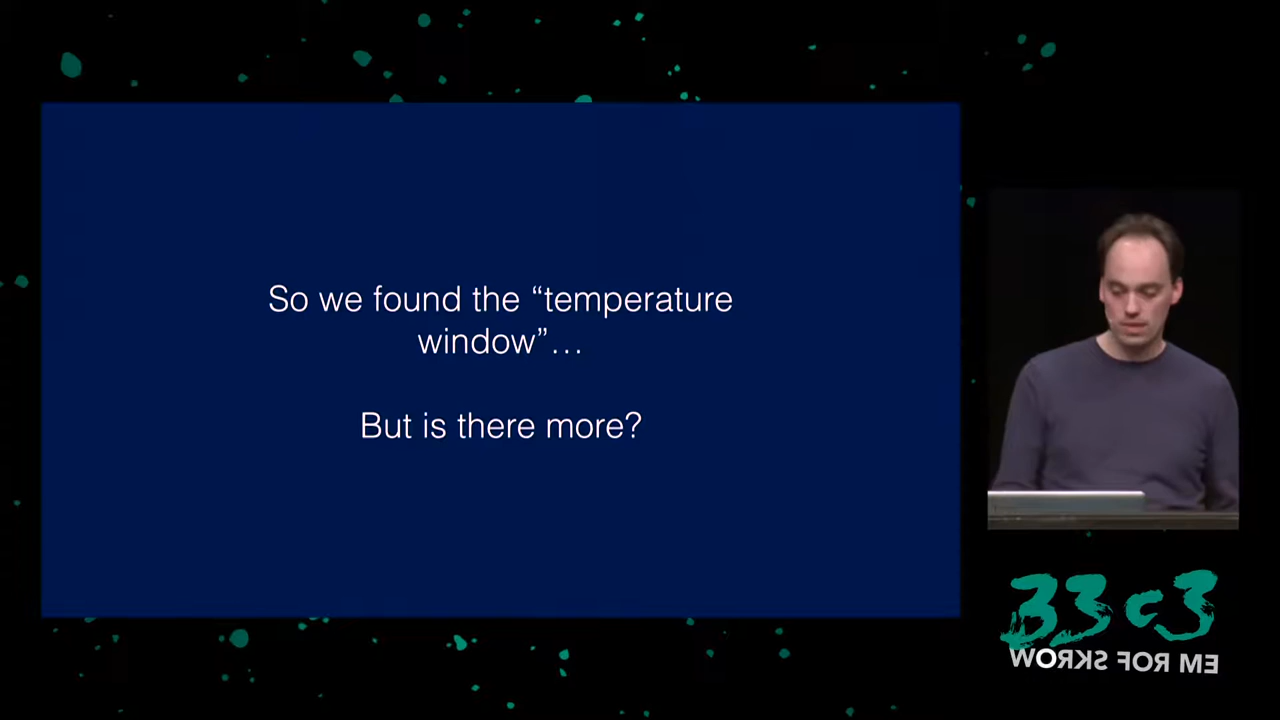 So we found the “temperature
window”…
But is there more?
33c3
WORKS FOR ME